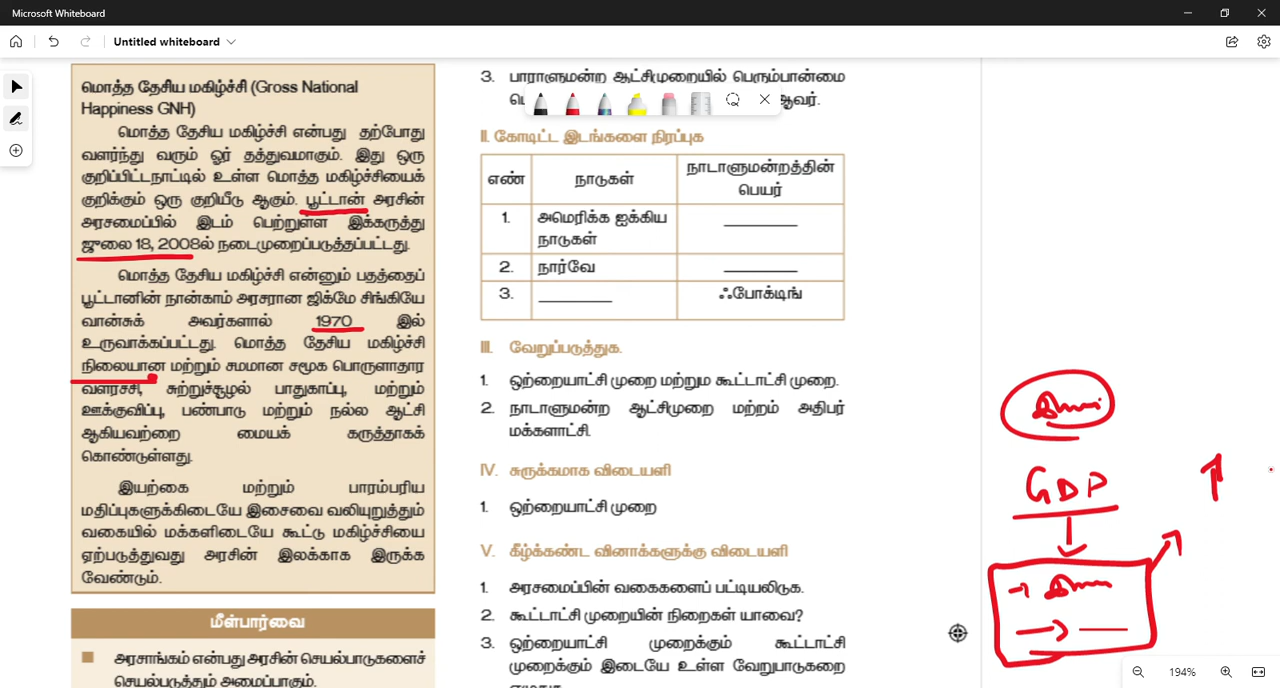 Microsoft Whiteboard
Untitled whiteboard
மொத்த தேசிய மகிழ்ச்சி (Gross National
Happiness GNH)
மொத்த தேசிய மகிழ்ச்சி என்பது தற்போது
வளர்ந்து வரும் ஓர் தத்துவமாகும். இது ஒரு
குறிப்பிட்டநாட்டில் உள்ள மொத்த மகிழ்ச்சியைக்
குறிக்கும் ஒரு குறியீடு ஆகும். பூட்டான் அரசின்
அரசமைப்பில் இடம் பெற்றுள்ள இக்கருத்து
ஜுலை 18, 2008ல் நடைமுறைப்படுத்தப்பட்டது.
மொத்த தேசிய மகிழ்ச்சி என்னும் பதத்தைப்
பூட்டானின் நான்காம் அரசரான ஜிக்மே சிங்கியே
வான்சுக் அவர்களால் 1970 இல்
உருவாக்கப்பட்டது. மொத்த தேசிய மகிழ்ச்சி
நிலையான மற்றும் சமமான சமூக பொருளாதார
வளர்ச்சி, சுற்றுச்சூழல் பாதுகாப்பு, மற்றும்
ஊக்குவிப்பு, பண்பாடு மற்றும் நல்ல ஆட்சி
ஆகியவற்றை மையக் கருத்தாகக்
கொண்டுள்ளது.
இயற்கை மற்றும் பாரம்பரிய
மதிப்புகளுக்கிடையே இசைவை வலியுறுத்தும்
வகையில் மக்களிடையே கூட்டு மகிழ்ச்சியை
ஏற்படுத்துவது அரசின் இலக்காக இருக்க
வேண்டும்.
மீள்பார்வை
அரசாங்கம் என்பது அரசின் செயல்பாடுகளைச்
செயல்படுத்தும் அமைப்பாகும்.
3. பாராளுமன்ற ஆட்சிமுறையில் பெரும்பான்மை
ஆவர்.
II. கோடிட்ட இடங்களை நிரப்புக
எண் நாடுகள் நாடாளுமன்றத்தின் பெயர்
1. அமெரிக்க ஐக்கிய நாடுகள்
2. நார்வே
3. ஃபோக்டிங்
III. வேறுபடுத்துக.
1. ஒற்றையாட்சி முறை மற்றும கூட்டாட்சி முறை.
2. நாடாளுமன்ற ஆட்சிமுறை மற்றம் அதிபர்
மக்களாட்சி.
IV. சுருக்கமாக விடையளி
1. ஒற்றையாட்சி முறை
V. கீழ்க்கண்ட வினாக்களுக்கு விடையளி
1. அரசமைப்பின் வகைகளைப் பட்டியலிடுக.
2. கூட்டாட்சி முறையின் நிறைகள் யாவை?
3. ஒற்றையாட்சி முறைக்கும் கூட்டாட்சி
முறைக்கும் இடையே உள்ள வேறுபாடுகறை
GDP
194%